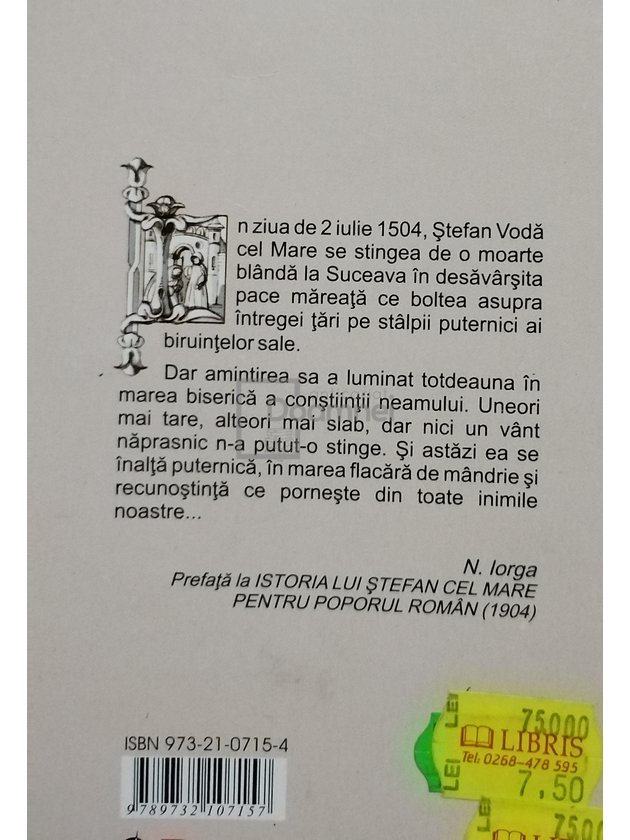 În ziua de 2 iulie 1504, Ştefan Vodă
cel Mare se stingea de o moarte
blândă la Suceava în desăvârşita
pace măreaţă ce boltea asupra
întregei ţări pe stâlpii puternici ai
biruinţelor sale.
Dar amintirea sa a luminat totdeauna în
marea biserică a conştiinţii neamului. Uneori
mai tare, alteori mai slab, dar nici un vânt
năprasnic n-a putut-o stinge. Şi astăzi ea se
înalţă puternică, în marea flacără de mândrie şi
recunoştinţă ce porneşte din toate inimile
noastre...
N. Iorga
Prefaţă la ISTORIA LUI ŞTEFAN CEL MARE
PENTRU POPORUL ROMÂN (1904)
ISBN 973-21-0715-4
9789732107157
LEI 75000
LIBRIS
Tel: 0268-478 595
LEI 7.50
75000
LIBRIS